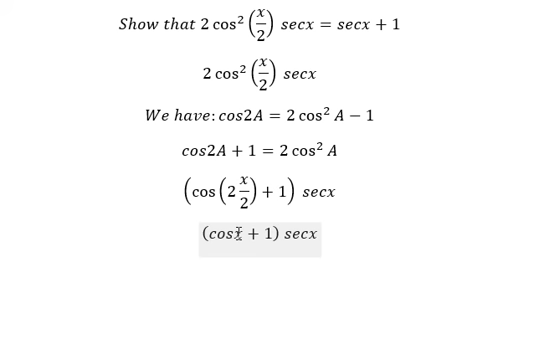 Show that 2 cos² (x/2) secx = secx + 1
2 cos² (x/2) secx
We have: cos2A = 2 cos² A − 1
cos2A + 1 = 2 cos² A
(cos (2 x/2) + 1) secx
(cosx + 1) secx